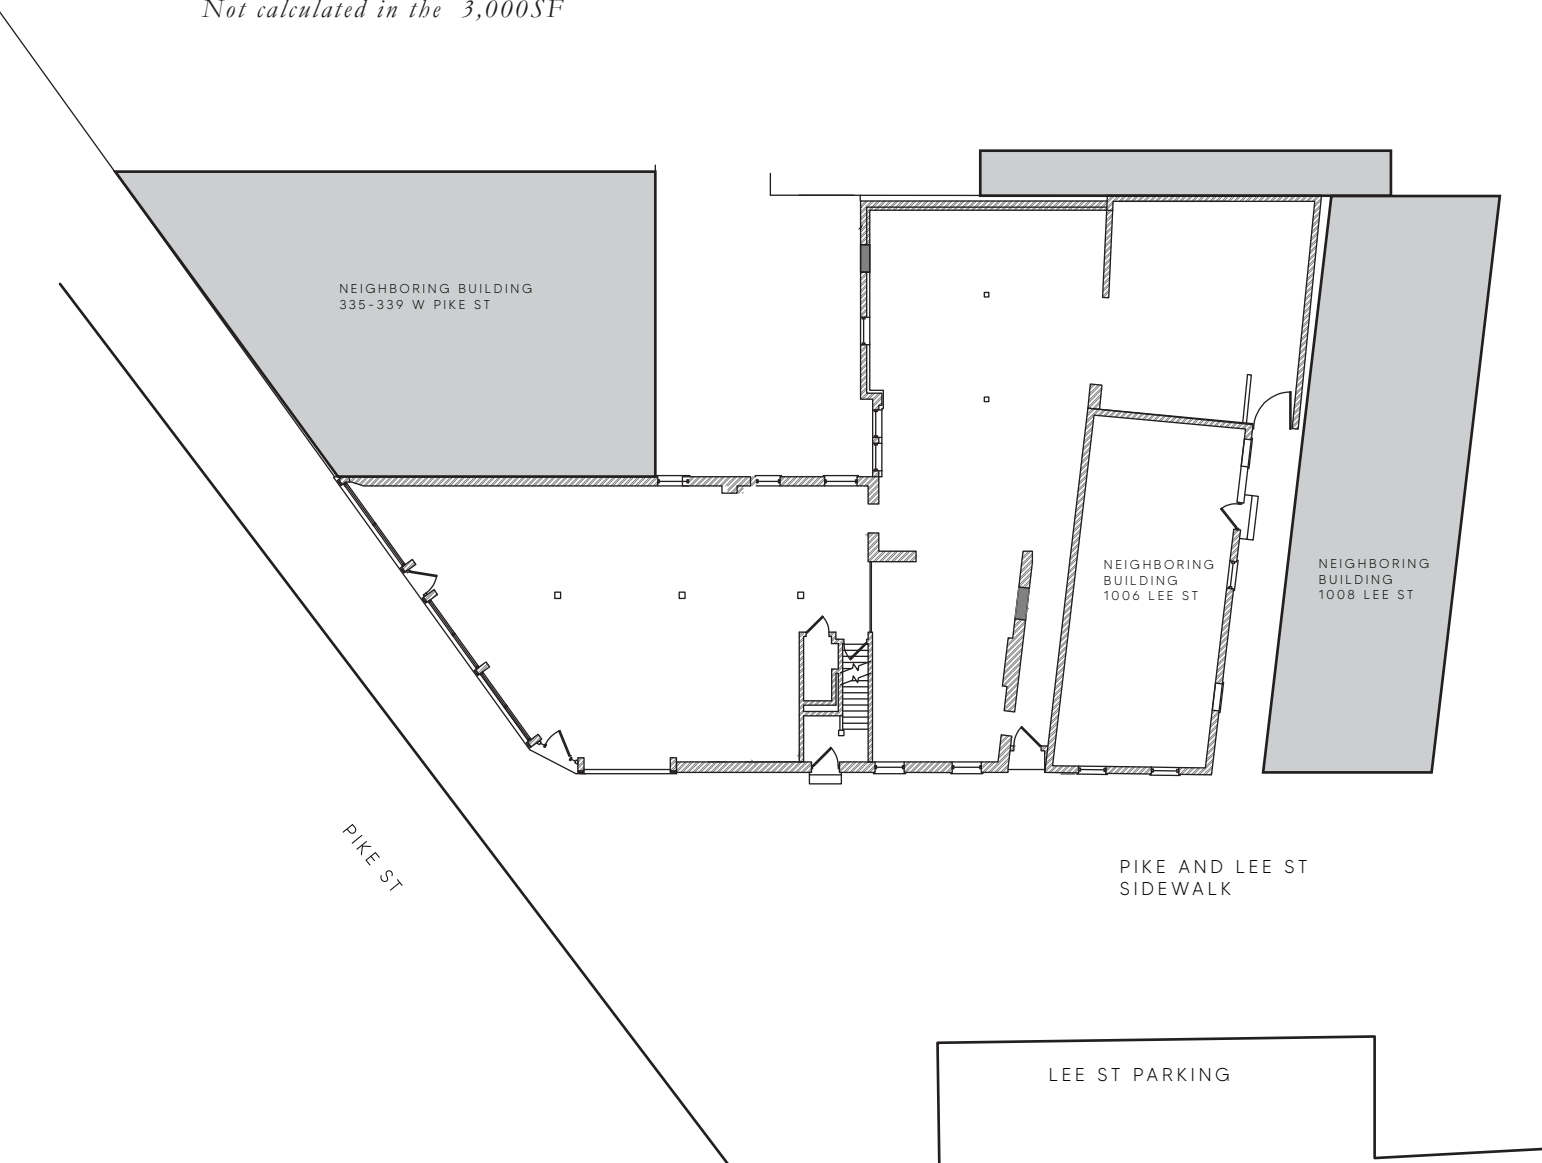 Not calculated in the 3,000SF
NEIGHBORING BUILDING
335-339 W PIKE ST
NEIGHBORING
BUILDING
1006 LEE ST
NEIGHBORING
BUILDING
1008 LEE ST
PIKE ST
PIKE AND LEE ST
SIDEWALK
LEE ST PARKING